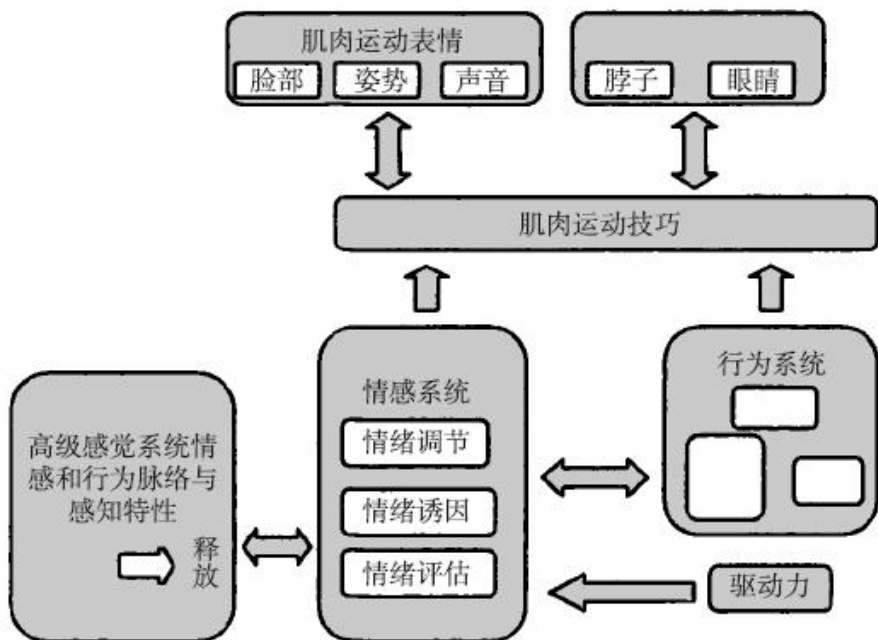 肌肉运动表情
脸部 姿势 声音
脖子 眼睛
肌肉运动技巧
情感系统
情绪调节
情绪诱因
情绪评估
行为系统
高级感觉系统情
感和行为脉络与
感知特性
释
放
驱动力